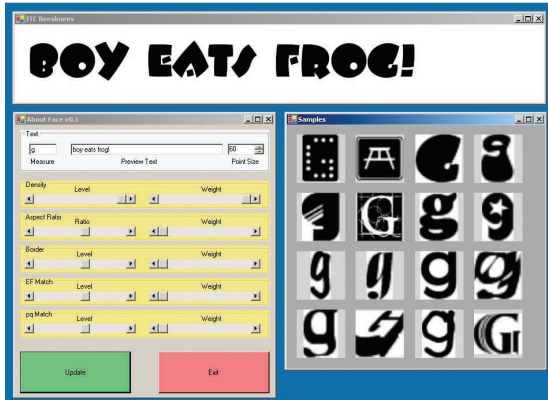 ITC Beesknees
BOY EATS FROG!
About Face v0.1
Text
g
boy eats frog!
60
Measure
Preview Text
Point Size
Density
Level
Weight
Aspect Ratio
Ratio
Weight
Border
Level
Weight
EF Match
Level
Weight
pq Match
Level
Weight
Update
Exit
Samples
G
G
g
g
g
G
g
g
g
g
g
g
g
g
G